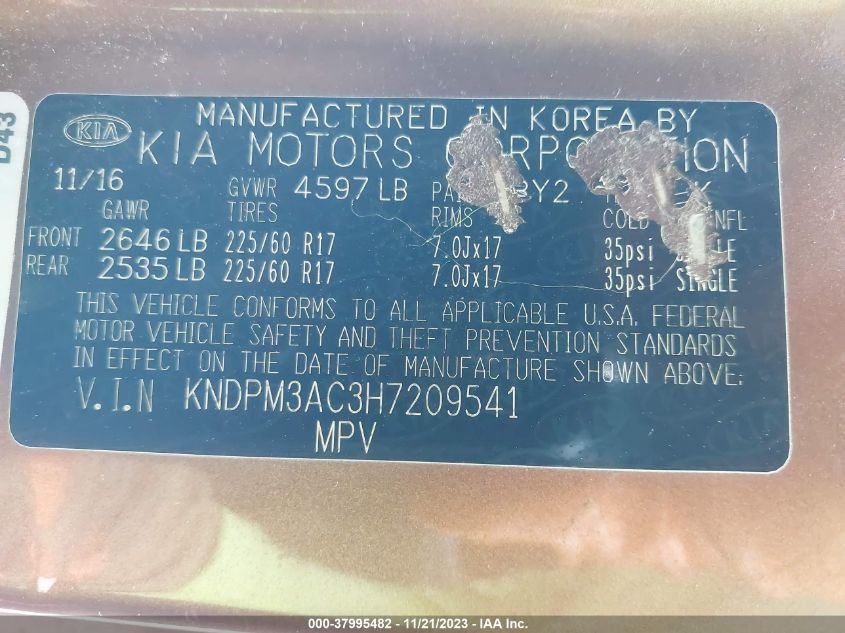 D43
MANUFACTURED IN KOREA BY
KIA
KIA MOTORS
11/16 GVWR 4597 LB BY2
GAWR TIRES RIMS COLD
FRONT 2646 LB 225/60 R17 7.0Jx17 35psi
REAR 2535 LB 225/60 R17 7.0Jx17 35psi SINGLE
THIS VEHICLE CONFORMS TO ALL APPLICABLE U.S.A. FEDERAL
MOTOR VEHICLE SAFETY AND THEFT PREVENTION STANDARDS
IN EFFECT ON THE DATE OF MANUFACTURE SHOWN ABOVE:
V.I.N KNDPM3AC3H7209541
MPV
000-37995482 - 11/21/2023 - IAA Inc.